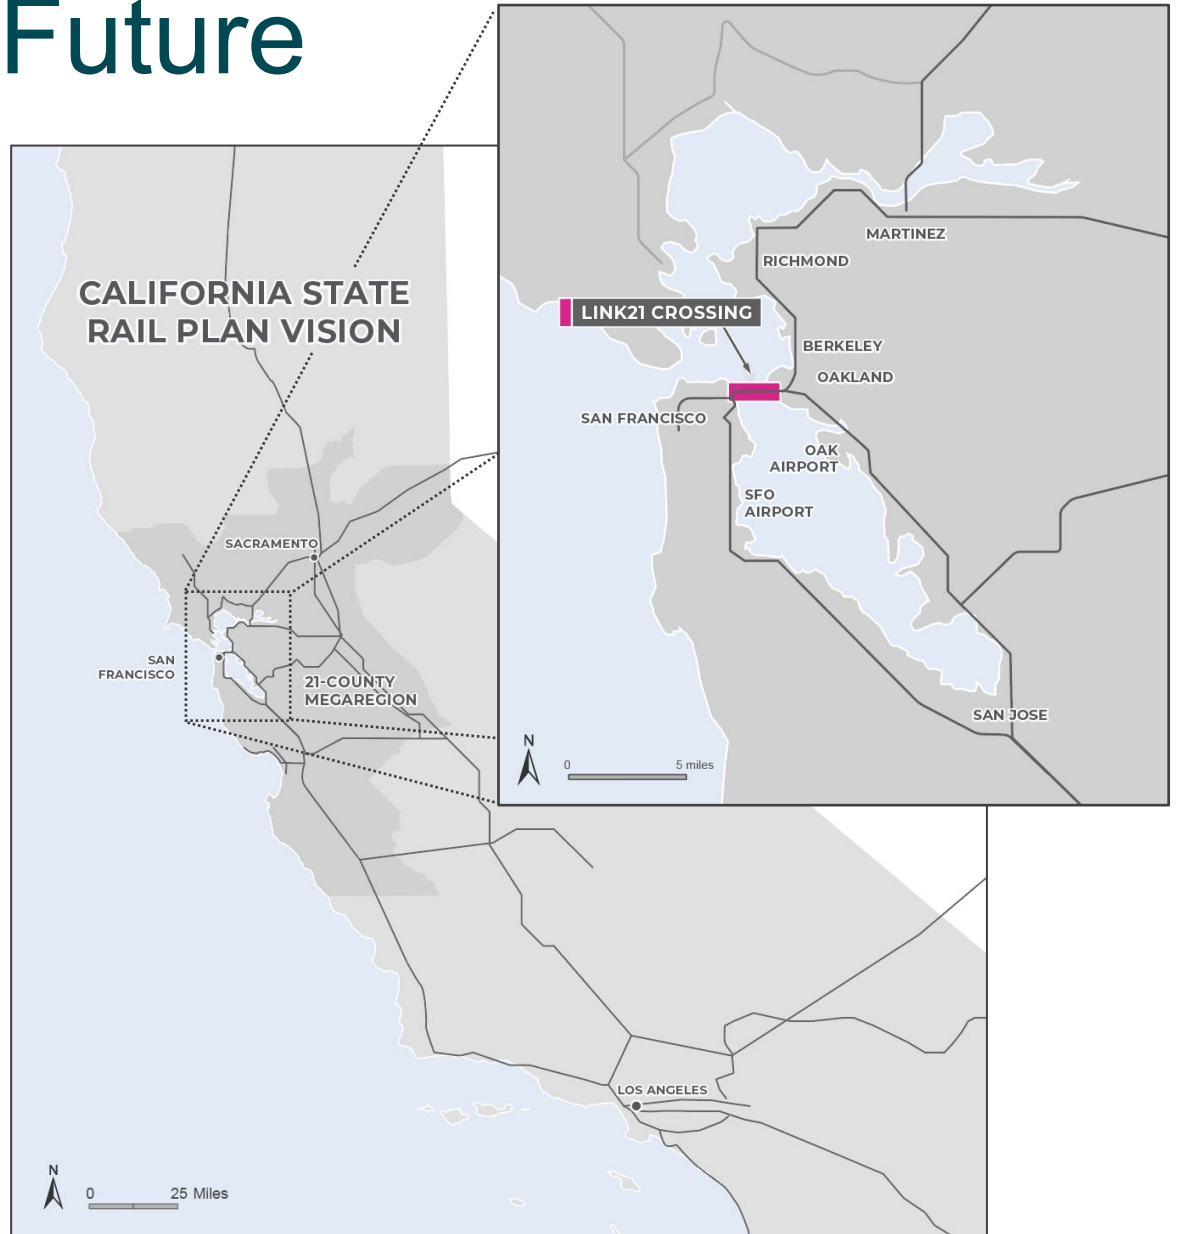 Future
CALIFORNIA STATE
RAIL PLAN VISION
SACRAMENTO
SAN
FRANCISCO
21-COUNTY
MEGAREGION
LOS ANGELES
N
0 25 Miles
MARTINEZ
RICHMOND
LINK21 CROSSING
BERKELEY
OAKLAND
SAN FRANCISCO
OAK
AIRPORT
SFO
AIRPORT
SAN JOSE
N
0 5 miles